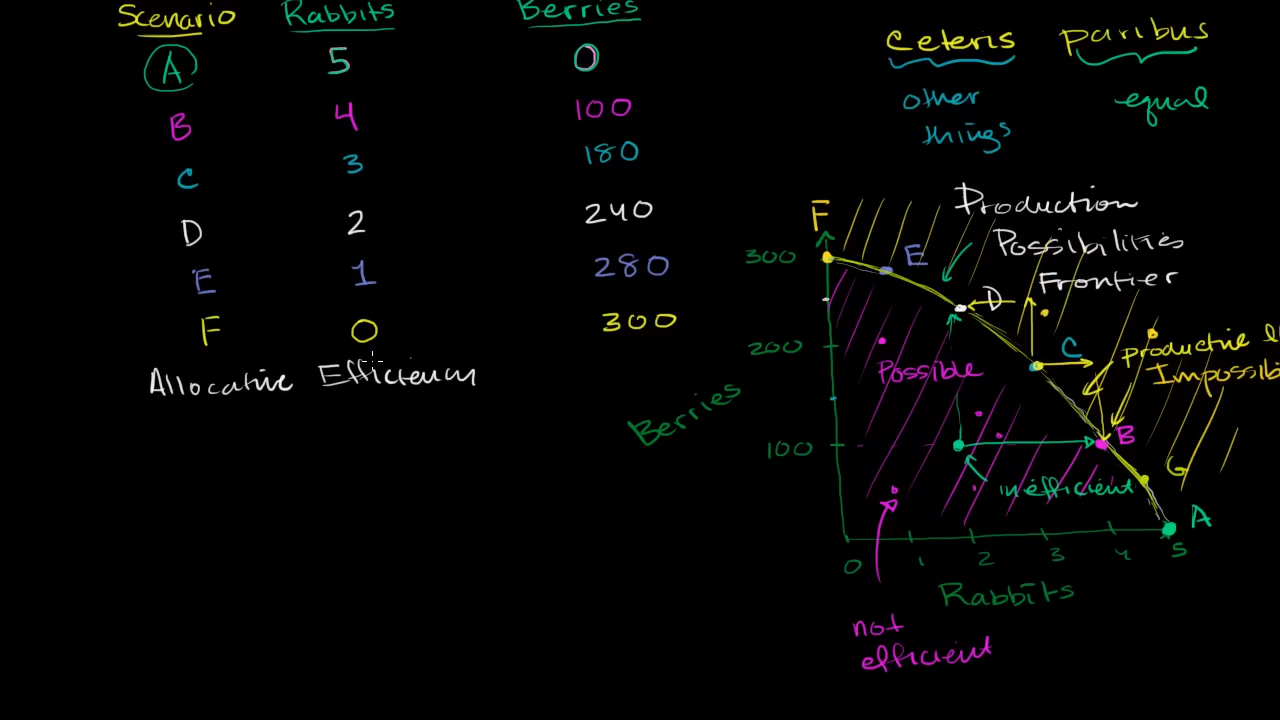 Scenario Rabbits Berries
A 5 0
B 4 100
C 3 180
D 2 240
E 1 280
F 0 300
Allocative Efficiency
Ceteris paribus
other things
equal
Production
Possibilities
Frontier
F
300
E
D
C
200
Possible
productive
Impossib
Berries
100
B
G
inefficient
A
0 1 2 3 4 5
Rabbits
not
efficient